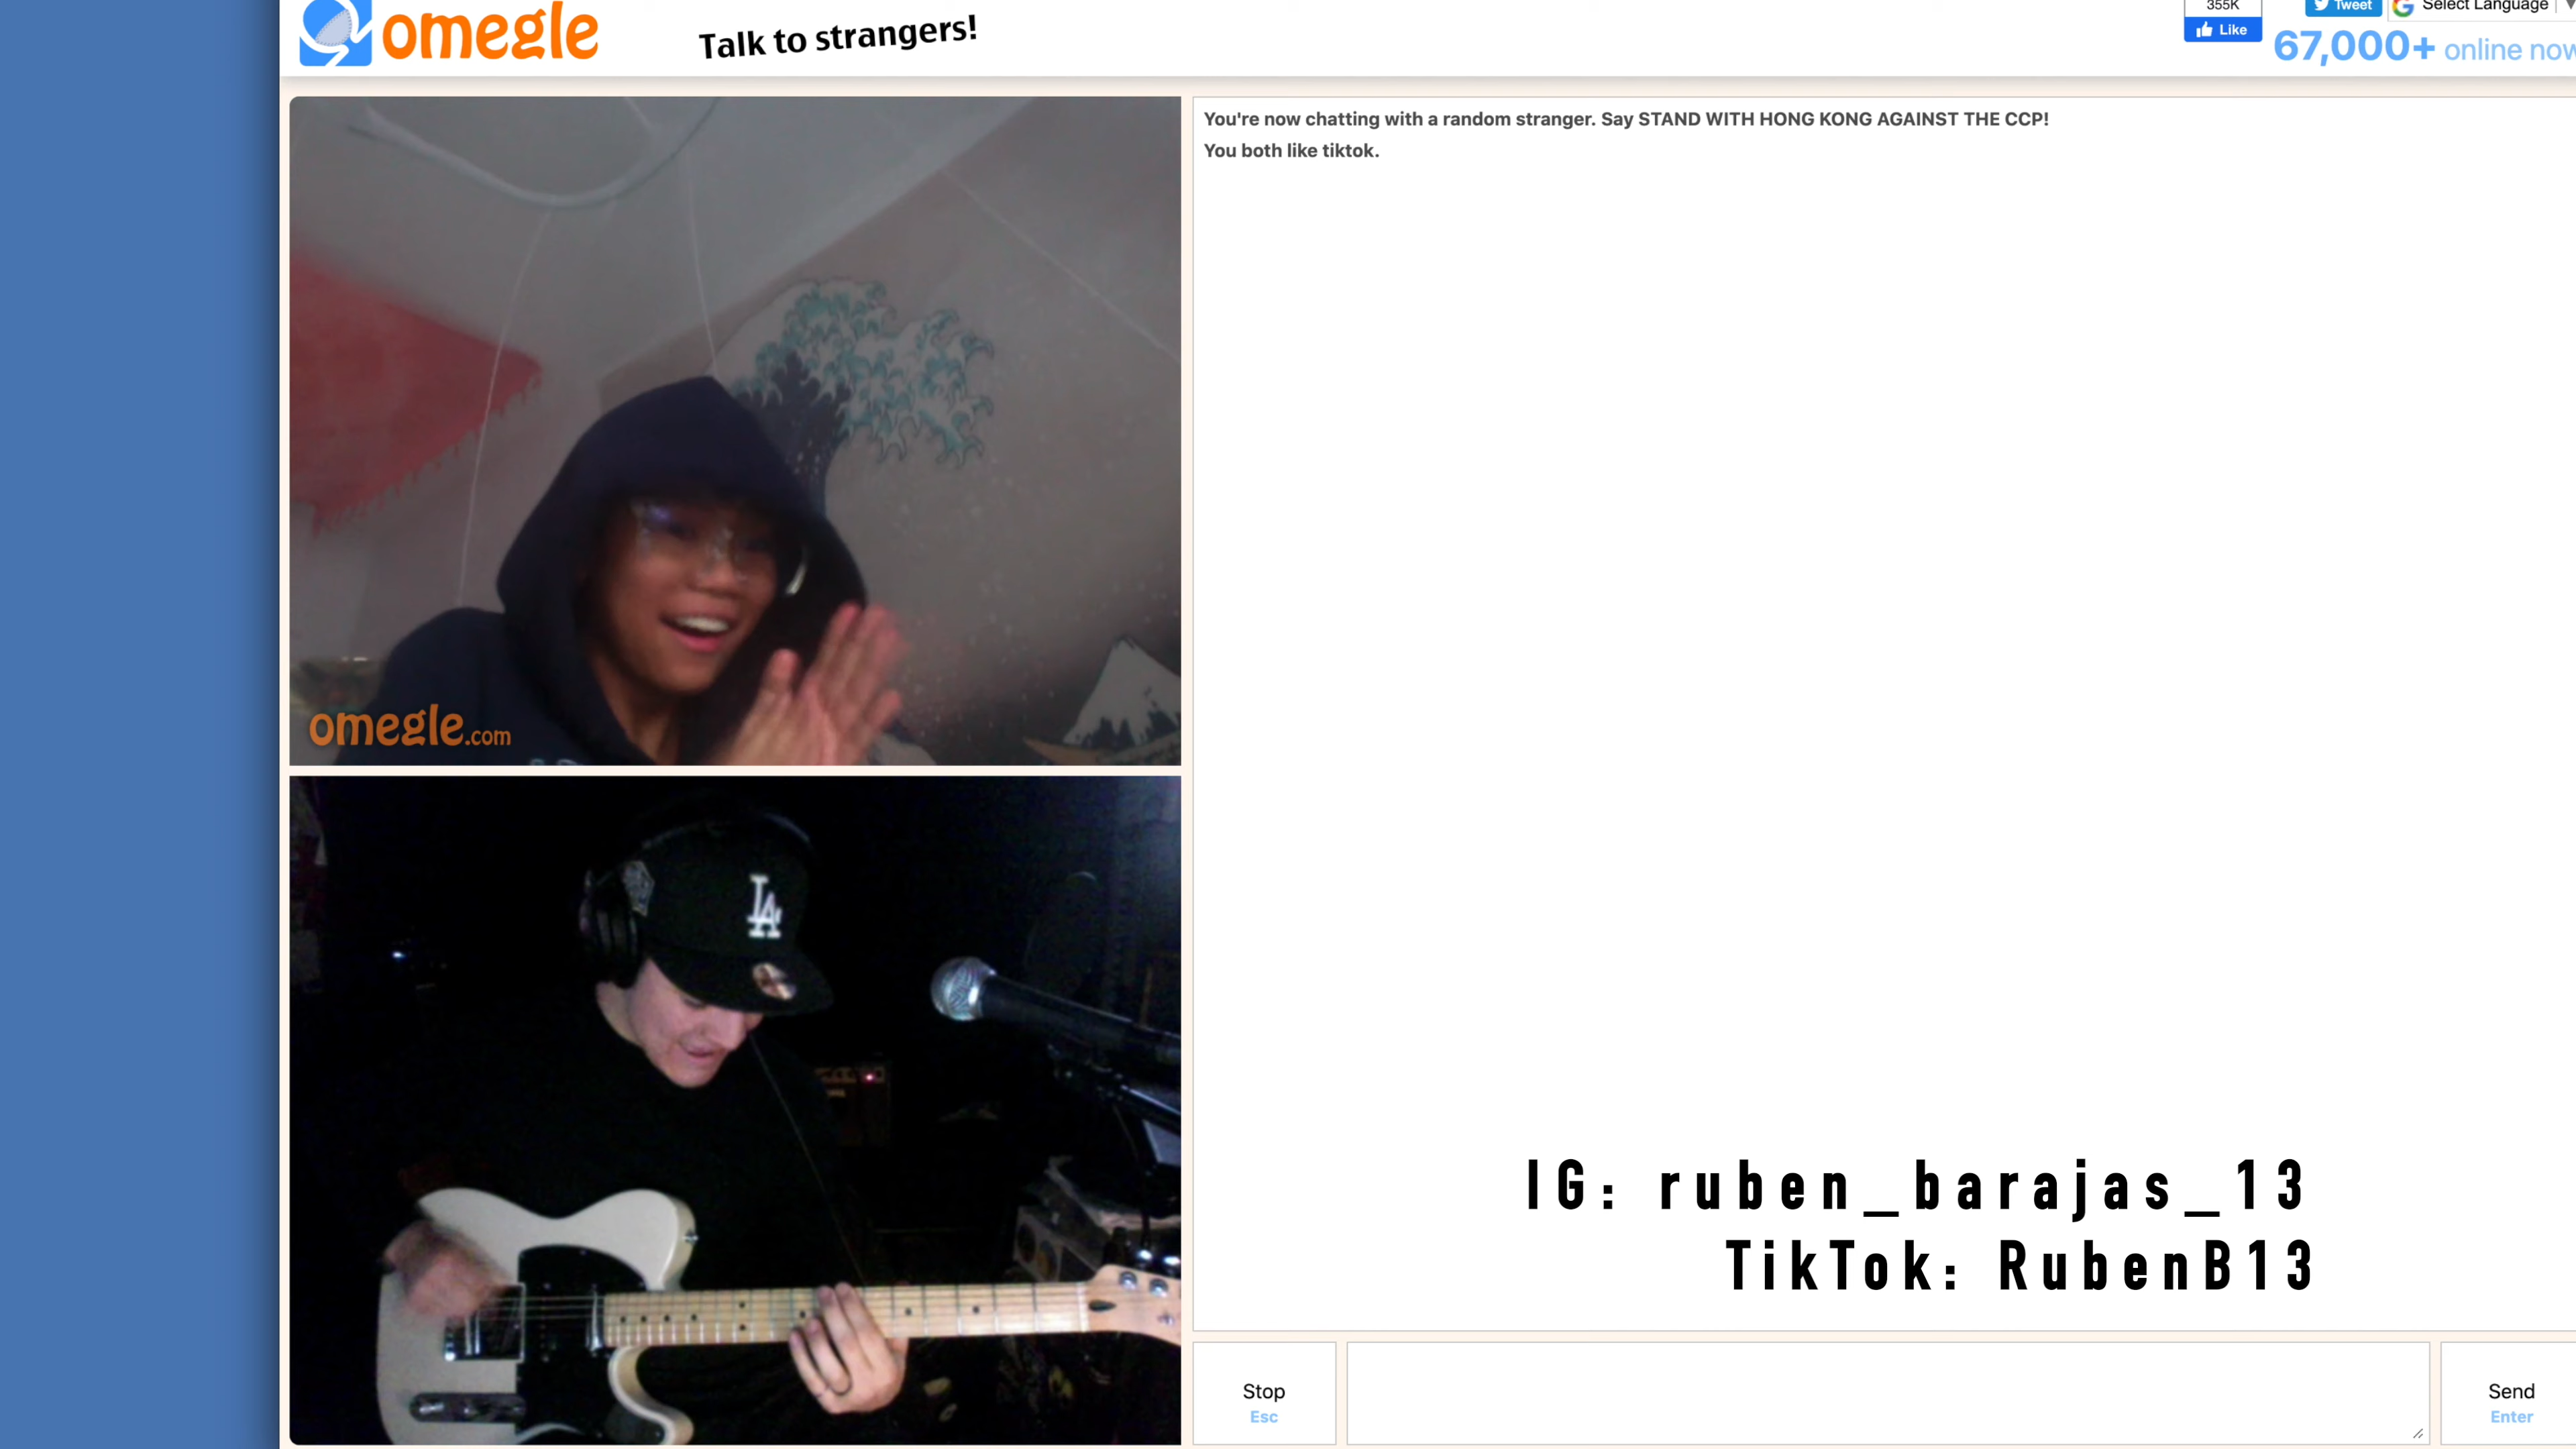 omegle
Talk to strangers!
355K
Like
Tweet
Select Language
67,000+ online now
You're now chatting with a random stranger. Say STAND WITH HONG KONG AGAINST THE CCP!
You both like tiktok.
omegle.com
LA
IG: ruben_barajas_13
TikTok: RubenB13
Stop
Esc
Send
Enter